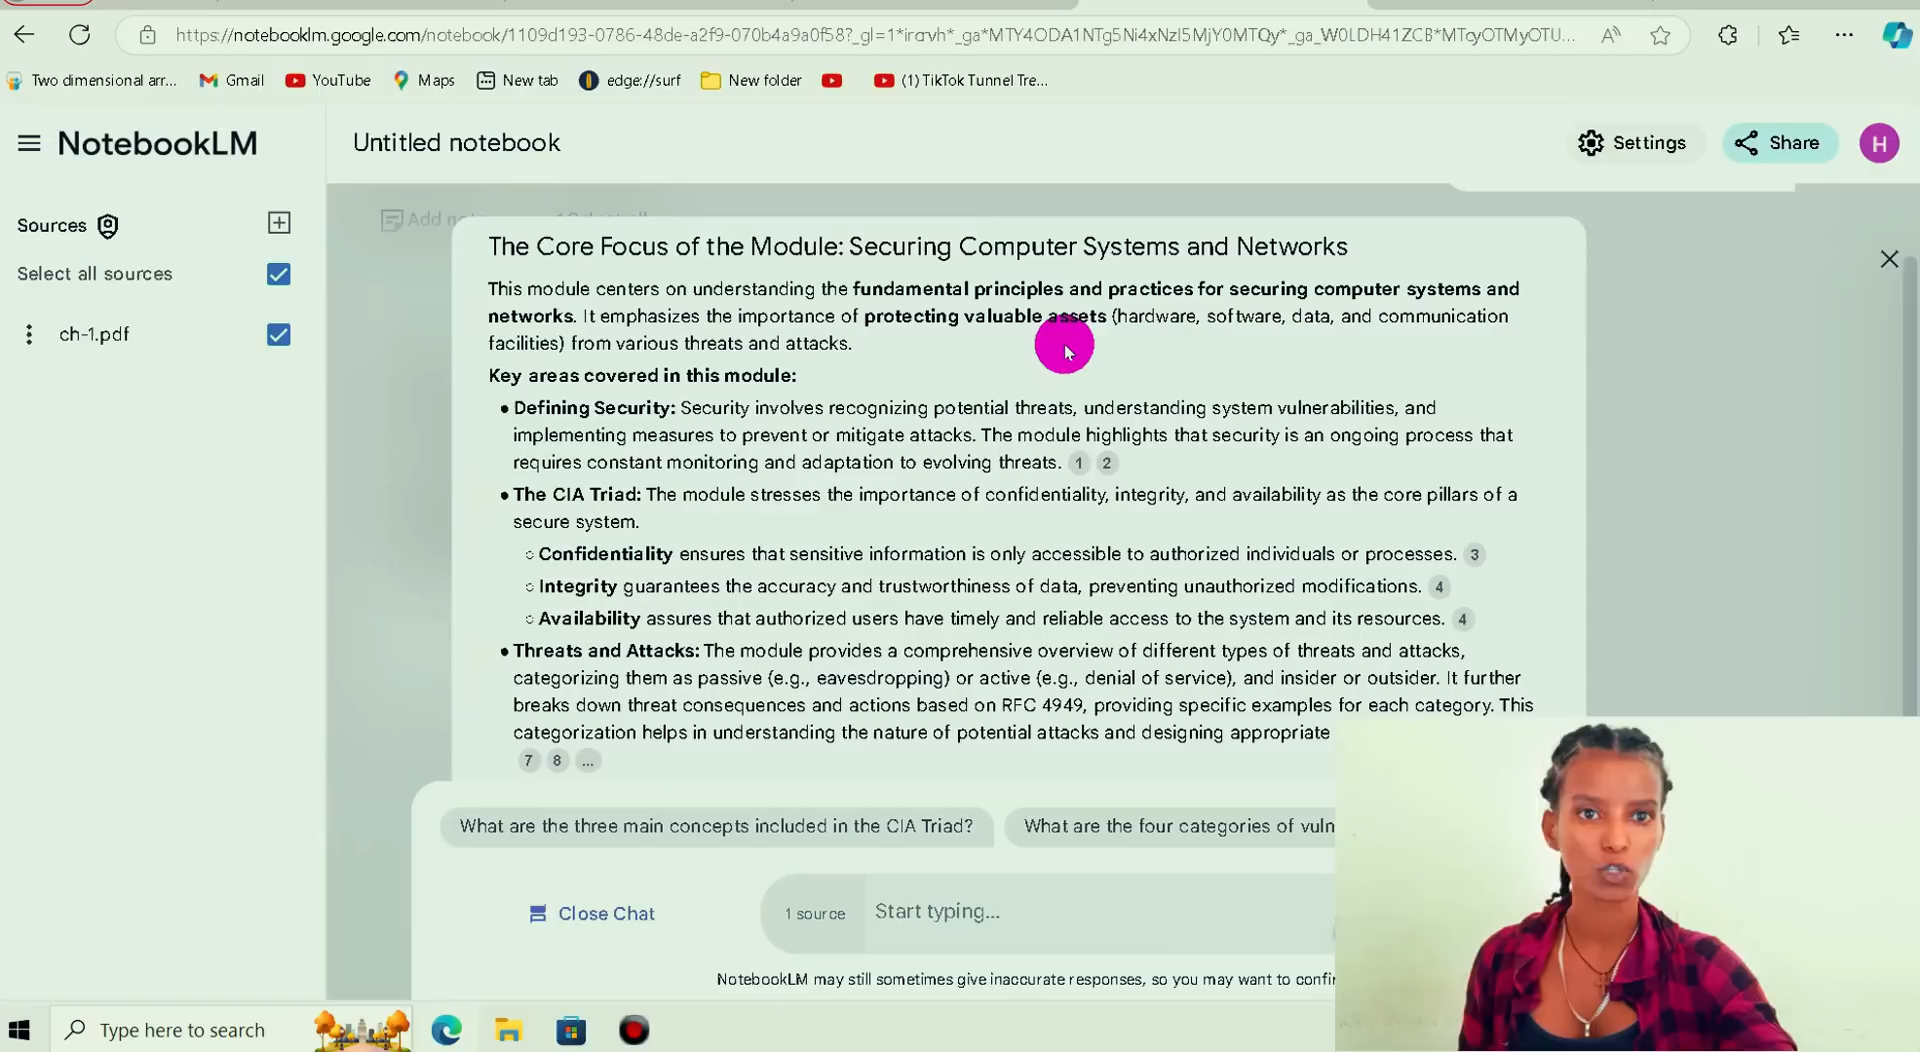 https://notebooklm.google.com/notebook/1109d193-0786-48de-a2f9-070b4a9a0f58?_gl=1*
Two dimensional arr...
Gmail
YouTube
Maps
New tab
edge://surf
New folder
(1) TikTok Tunnel Tre...
NotebookLM
Untitled notebook
Settings
Share
H
Sources
Select all sources
ch-1.pdf
Add
The Core Focus of the Module: Securing Computer Systems and Networks
This module centers on understanding the fundamental principles and practices for securing computer systems and
networks. It emphasizes the importance of protecting valuable assets (hardware, software, data, and communication
facilities) from various threats and attacks.
Key areas covered in this module:
• Defining Security: Security involves recognizing potential threats, understanding system vulnerabilities, and
implementing measures to prevent or mitigate attacks. The module highlights that security is an ongoing process that
requires constant monitoring and adaptation to evolving threats. 1 2
• The CIA Triad: The module stresses the importance of confidentiality, integrity, and availability as the core pillars of a
secure system.
○ Confidentiality ensures that sensitive information is only accessible to authorized individuals or processes. 3
○ Integrity guarantees the accuracy and trustworthiness of data, preventing unauthorized modifications. 4
○ Availability assures that authorized users have timely and reliable access to the system and its resources. 4
• Threats and Attacks: The module provides a comprehensive overview of different types of threats and attacks,
categorizing them as passive (e.g., eavesdropping) or active (e.g., denial of service), and insider or outsider. It further
breaks down threat consequences and actions based on RFC 4949, providing specific examples for each category. This
categorization helps in understanding the nature of potential attacks and designing appropriate
7 8 ...
What are the three main concepts included in the CIA Triad?
What are the four categories of vuln
Close Chat
1 source
Start typing...
NotebookLM may still sometimes give inaccurate responses, so you may want to confir
Type here to search